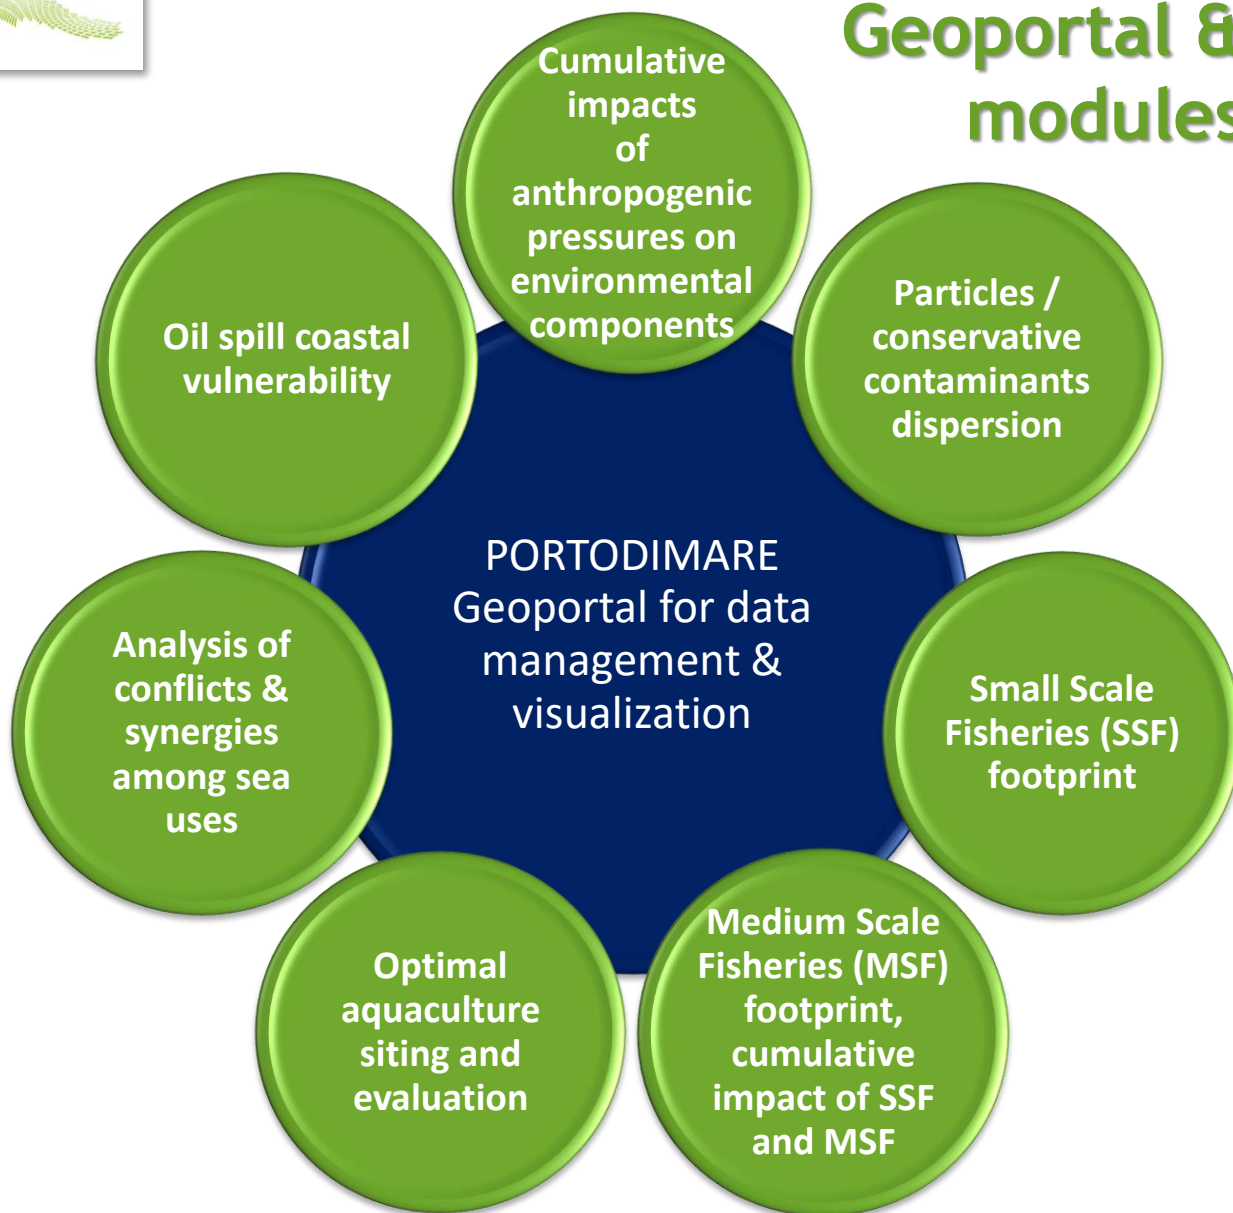 Geoportal &
modules
Cumulative
impacts
of
anthropogenic
pressures on
environmental
components
Particles /
conservative
contaminants
dispersion
Small Scale
Fisheries (SSF)
footprint
Medium Scale
Fisheries (MSF)
footprint,
cumulative
impact of SSF
and MSF
Optimal
aquaculture
siting and
evaluation
Analysis of
conflicts &
synergies
among sea
uses
Oil spill coastal
vulnerability
PORTODIMARE
Geoportal for data
management &
visualization